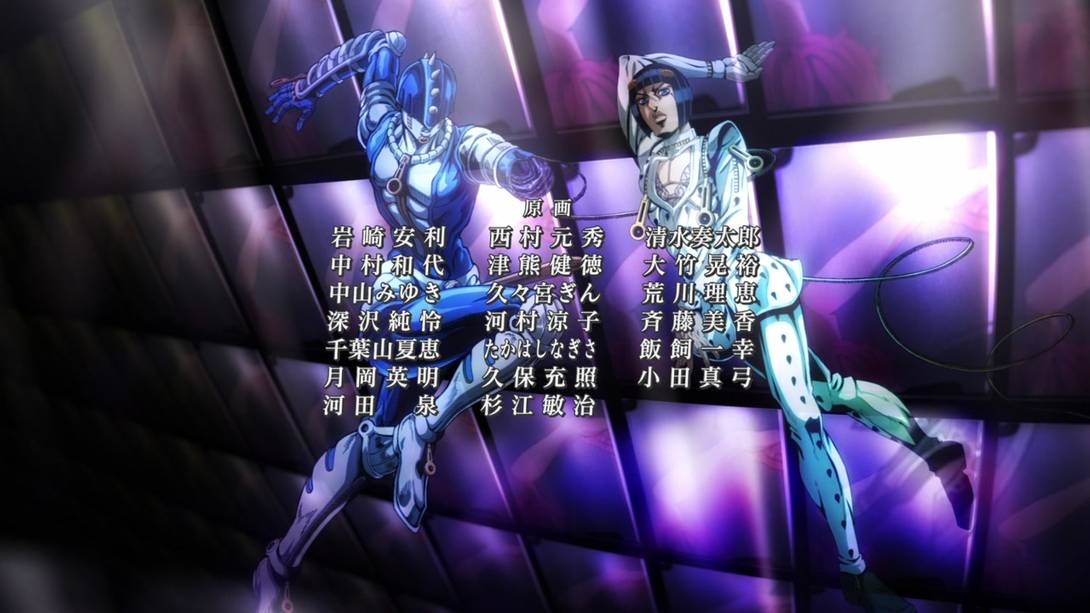 原画
岩崎安利 西村元秀 清水奏太郎
中村和代 津熊健徳 大竹晃裕
中山みゆき 久々宮ぎん 荒川理恵
深沢純怜 河村涼子 斉藤美香
千葉山夏恵 たかはしなぎさ 飯飼一幸
月岡英明 久保充照 小田真弓
河田 泉 杉江敏治